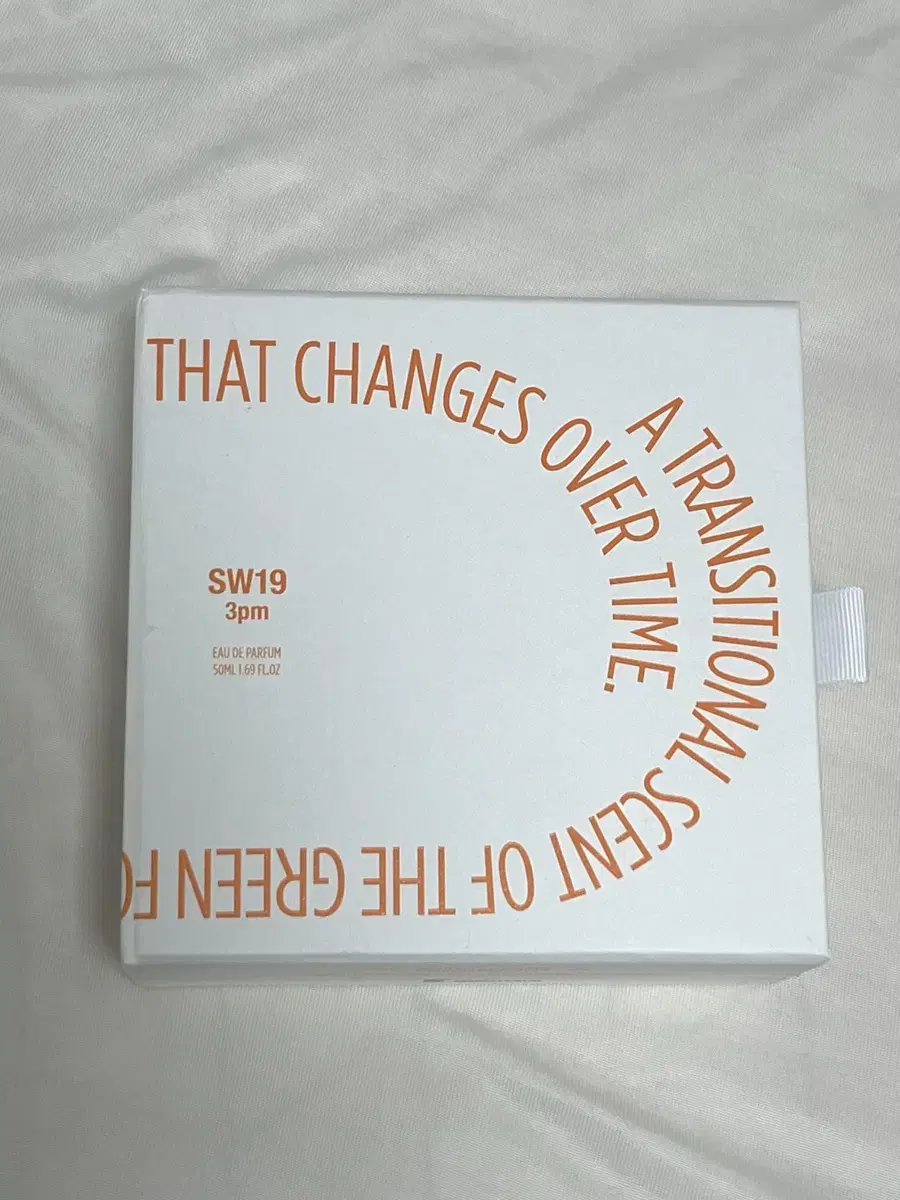 THAT CHANGES OVER TIME.
A TRANSITIONAL SCENT OF THE GREEN FO
SW19
3pm
EAU DE PARFUM
50ML 1.69 FL.OZ